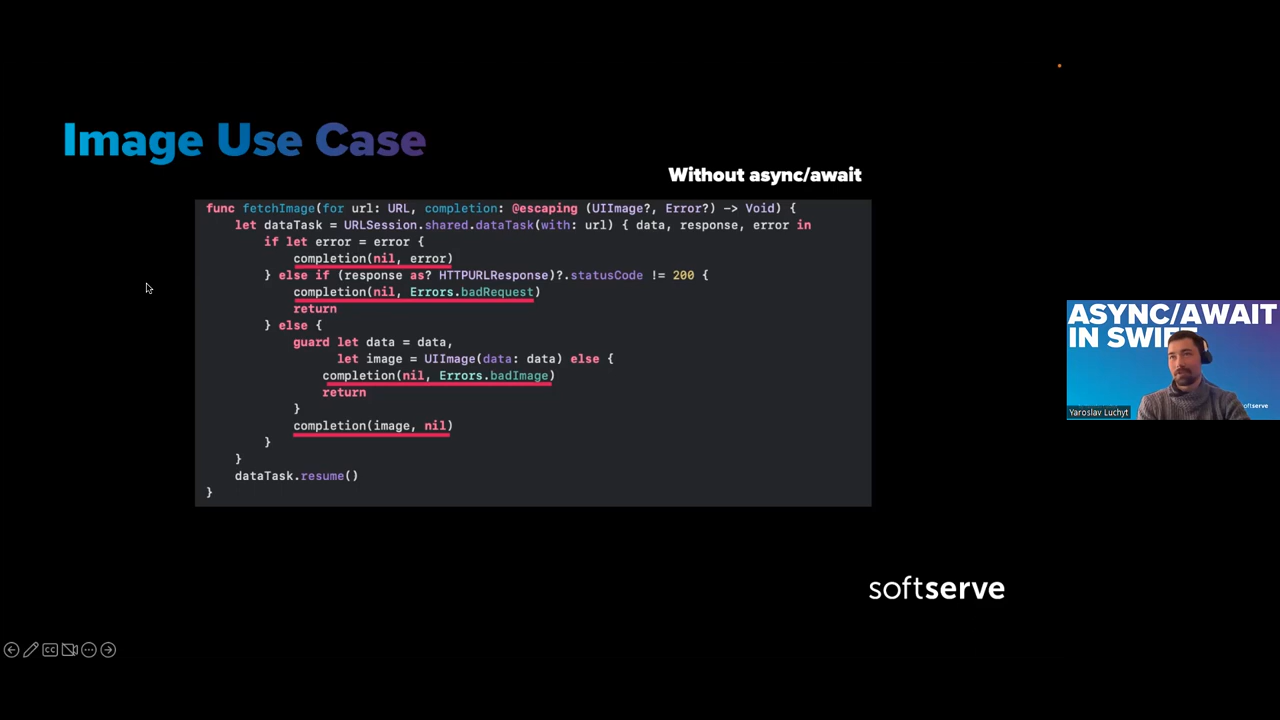 Image Use Case
Without async/await
func fetchImage(for url: URL, completion: @escaping (UIImage?, Error?) -> Void) {
let dataTask = URLSession.shared.dataTask(with: url) { data, response, error in
if let error = error {
completion(nil, error)
} else if (response as? HTTPURLResponse)?.statusCode != 200 {
completion(nil, Errors.badRequest)
return
} else {
guard let data = data,
let image = UIImage(data: data) else {
completion(nil, Errors.badImage)
return
}
completion(image, nil)
}
}
dataTask.resume()
}
ASYNC/AWAIT
IN SWIFT
Yaroslav Luchyt
softserve
softserve
CC